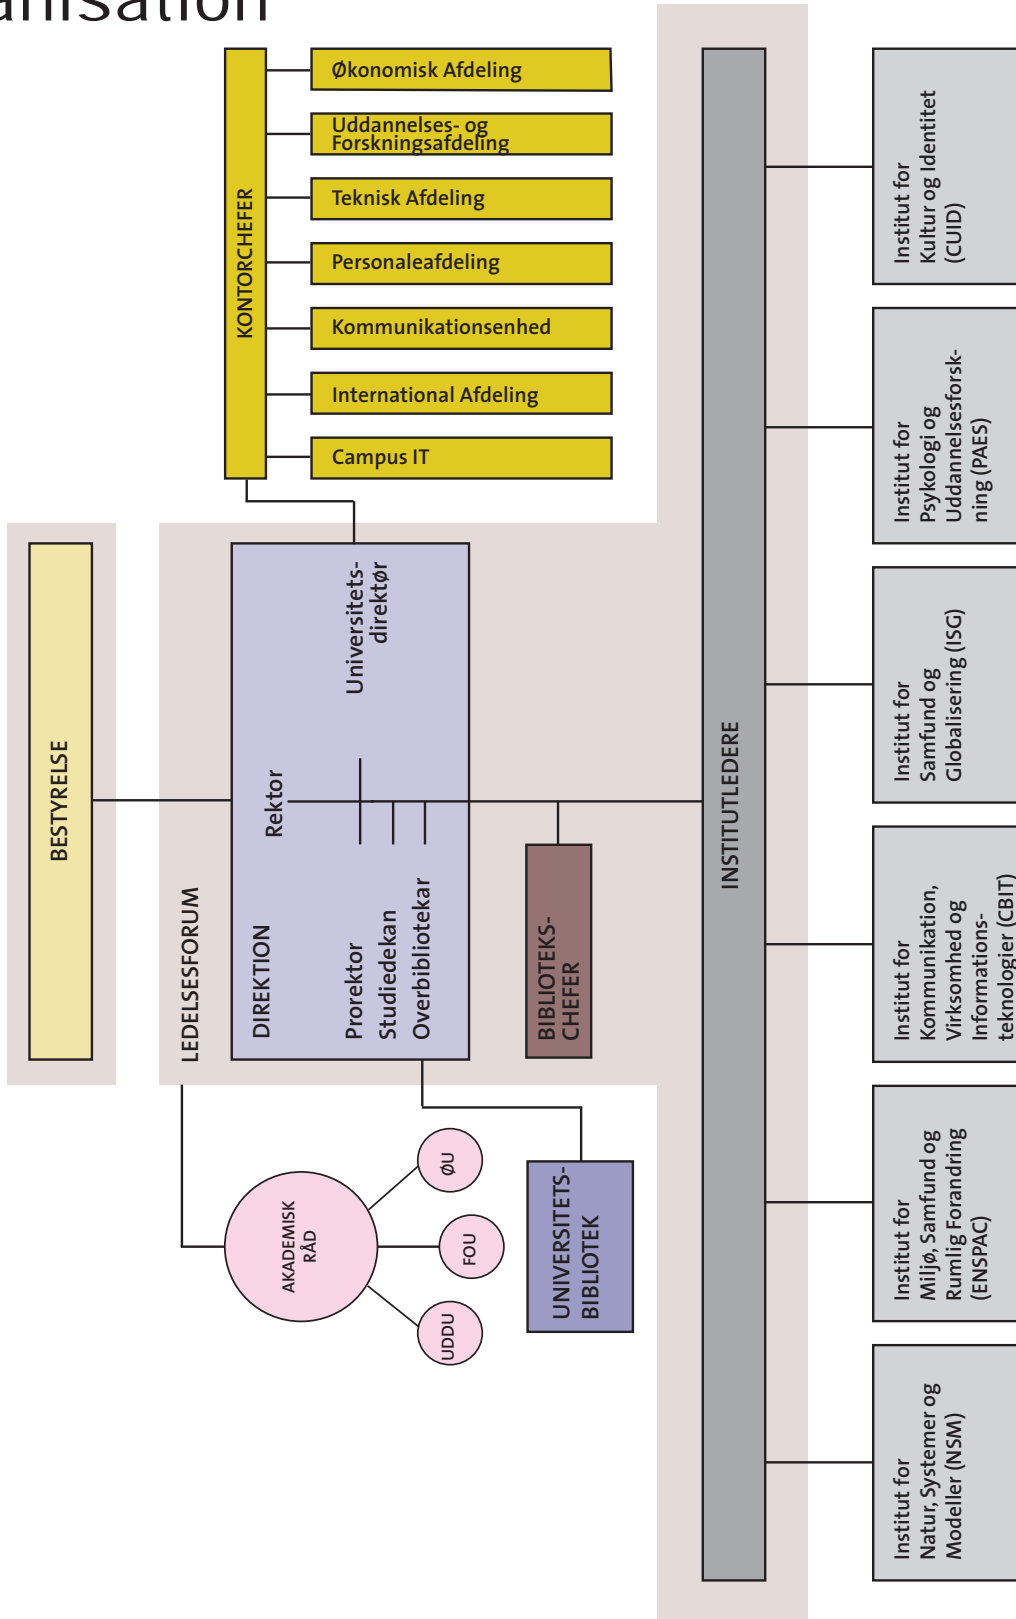 anisation
BESTYRELSE
LEDELSESFORUM
DIREKTION
Rektor
Prorektor
Studiedekan
Overbibliotekar
Universitets-
direktør
KONTORCHEFER
Økonomisk Afdeling
Uddannelses- og
Forskningsafdeling
Teknisk Afdeling
Personaleafdeling
Kommunikationsenhed
International Afdeling
Campus IT
AKADEMISK
RÅD
UDDU
FOU
ØU
UNIVERSITETS-
BIBLIOTEK
BIBLIOTEKS-
CHEFER
INSTITUTLEDERE
Institut for
Natur, Systemer og
Modeller (NSM)
Institut for
Miljø, Samfund og
Rumlig Forandring
(ENSPAC)
Institut for
Kommunikation,
Virksomhed og
Informations-
teknologier (CBIT)
Institut for
Samfund og
Globalisering (ISG)
Institut for
Psykologi og
Uddannelsesforsk-
ning (PAES)
Institut for
Kultur og Identitet
(CUID)